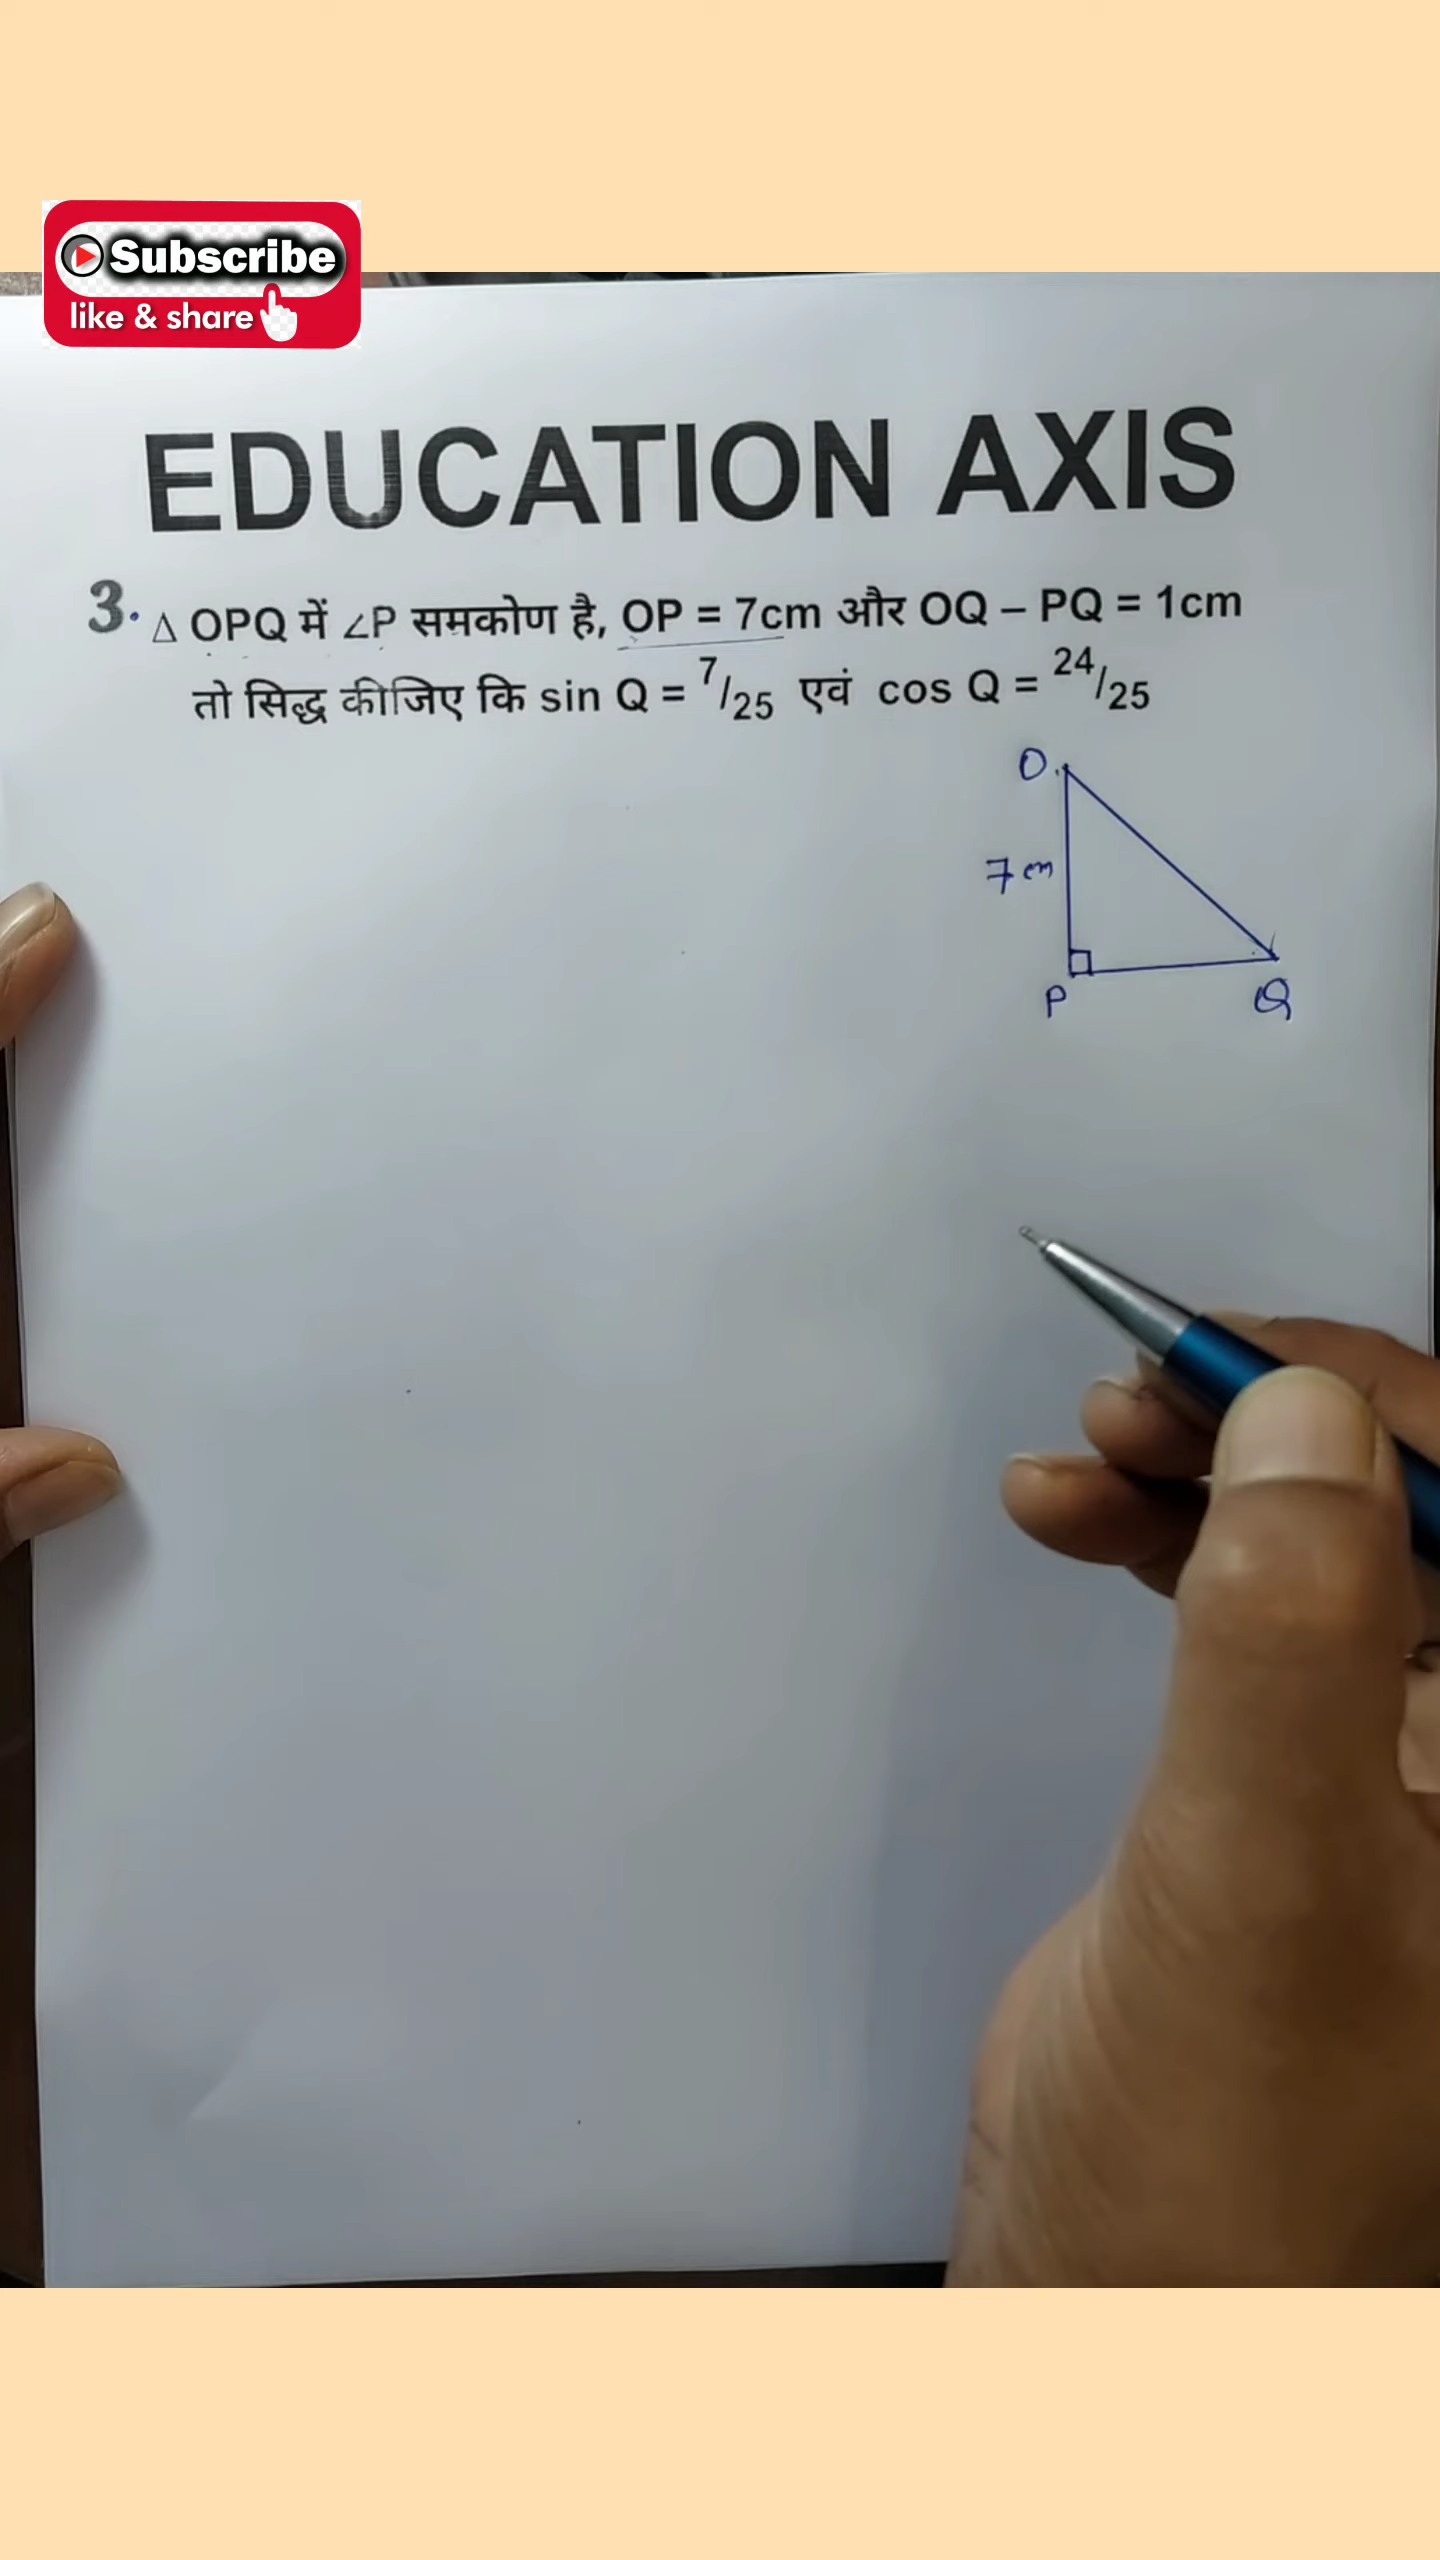 Subscribe
like & share
EDUCATION AXIS
3. △ OPQ में ∠P समकोण है, OP = 7cm और OQ – PQ = 1cm
तो सिद्ध कीजिए कि sin Q = 7/25 एवं cos Q = 24/25
O
7 cm
P
Q